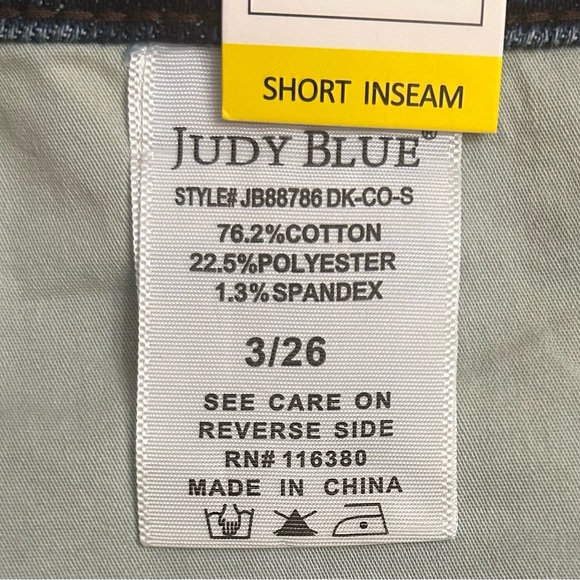 SHORT INSEAM
JUDY BLUE®
STYLE# JB88786 DK-CO-S
76.2%COTTON
22.5%POLYESTER
1.3%SPANDEX
3/26
SEE CARE ON
REVERSE SIDE
RN# 116380
MADE IN CHINA